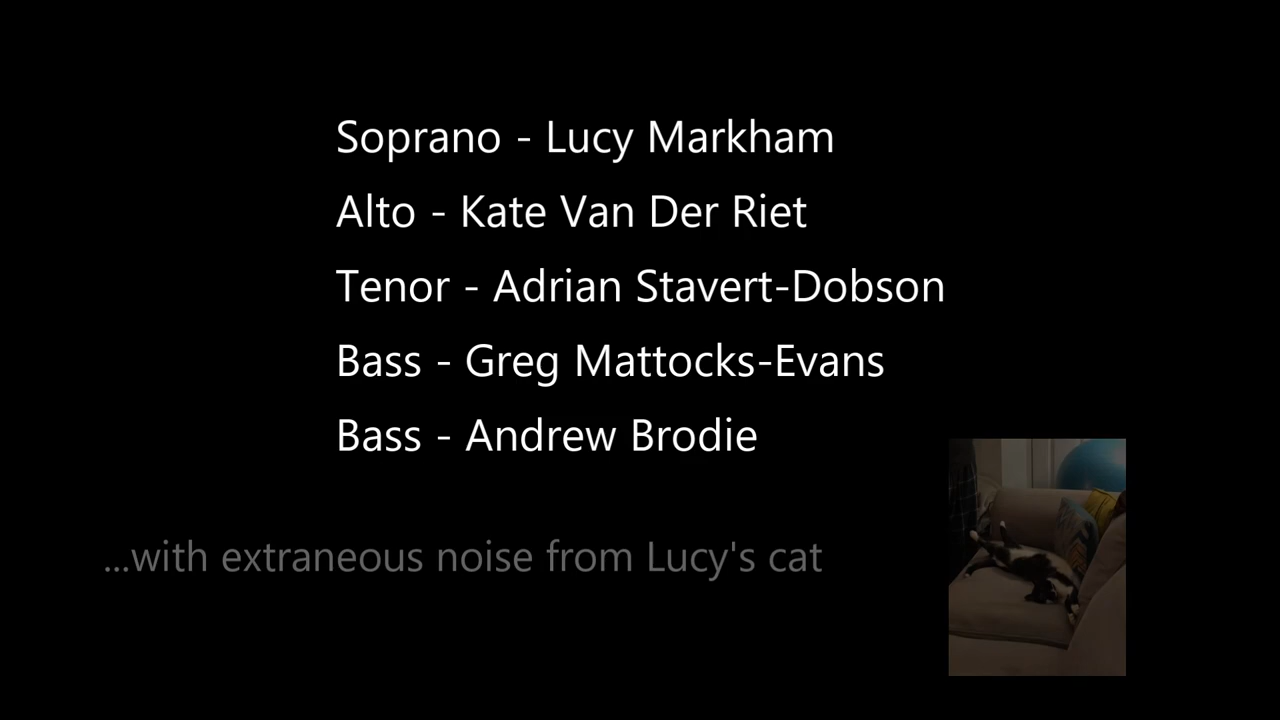 Soprano - Lucy Markham
Alto - Kate Van Der Riet
Tenor - Adrian Stavert-Dobson
Bass - Greg Mattocks-Evans
Bass - Andrew Brodie
...with extraneous noise from Lucy's cat